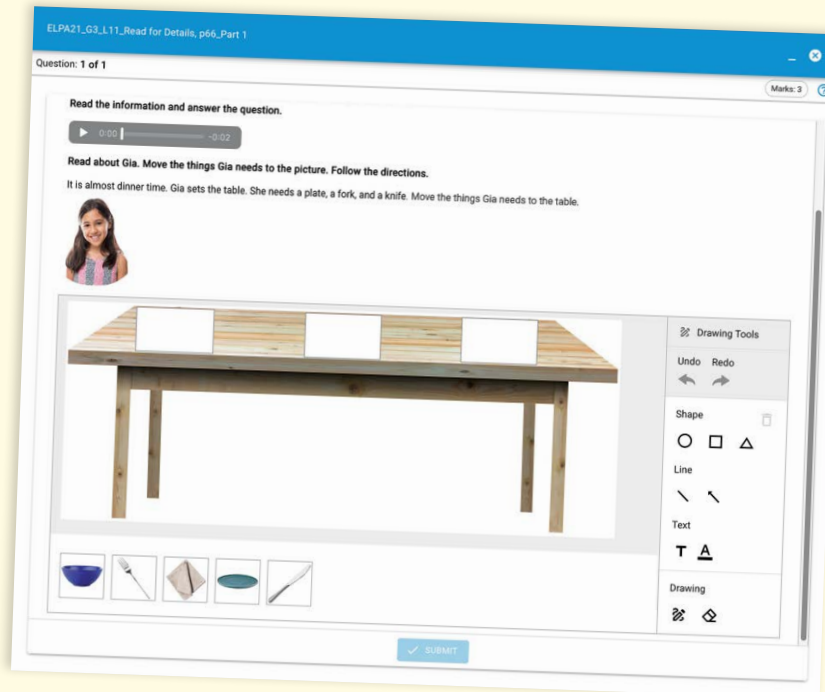 ELPA21_G3_L11_Read for Details, p66_Part 1
Question: 1 of 1
Marks: 3
Read the information and answer the question.
0:00 -0:02
Read about Gia. Move the things Gia needs to the picture. Follow the directions.
It is almost dinner time. Gia sets the table. She needs a plate, a fork, and a knife. Move the things Gia needs to the table.
Drawing Tools
Undo Redo
Shape
Line
Text
T A
Drawing
SUBMIT